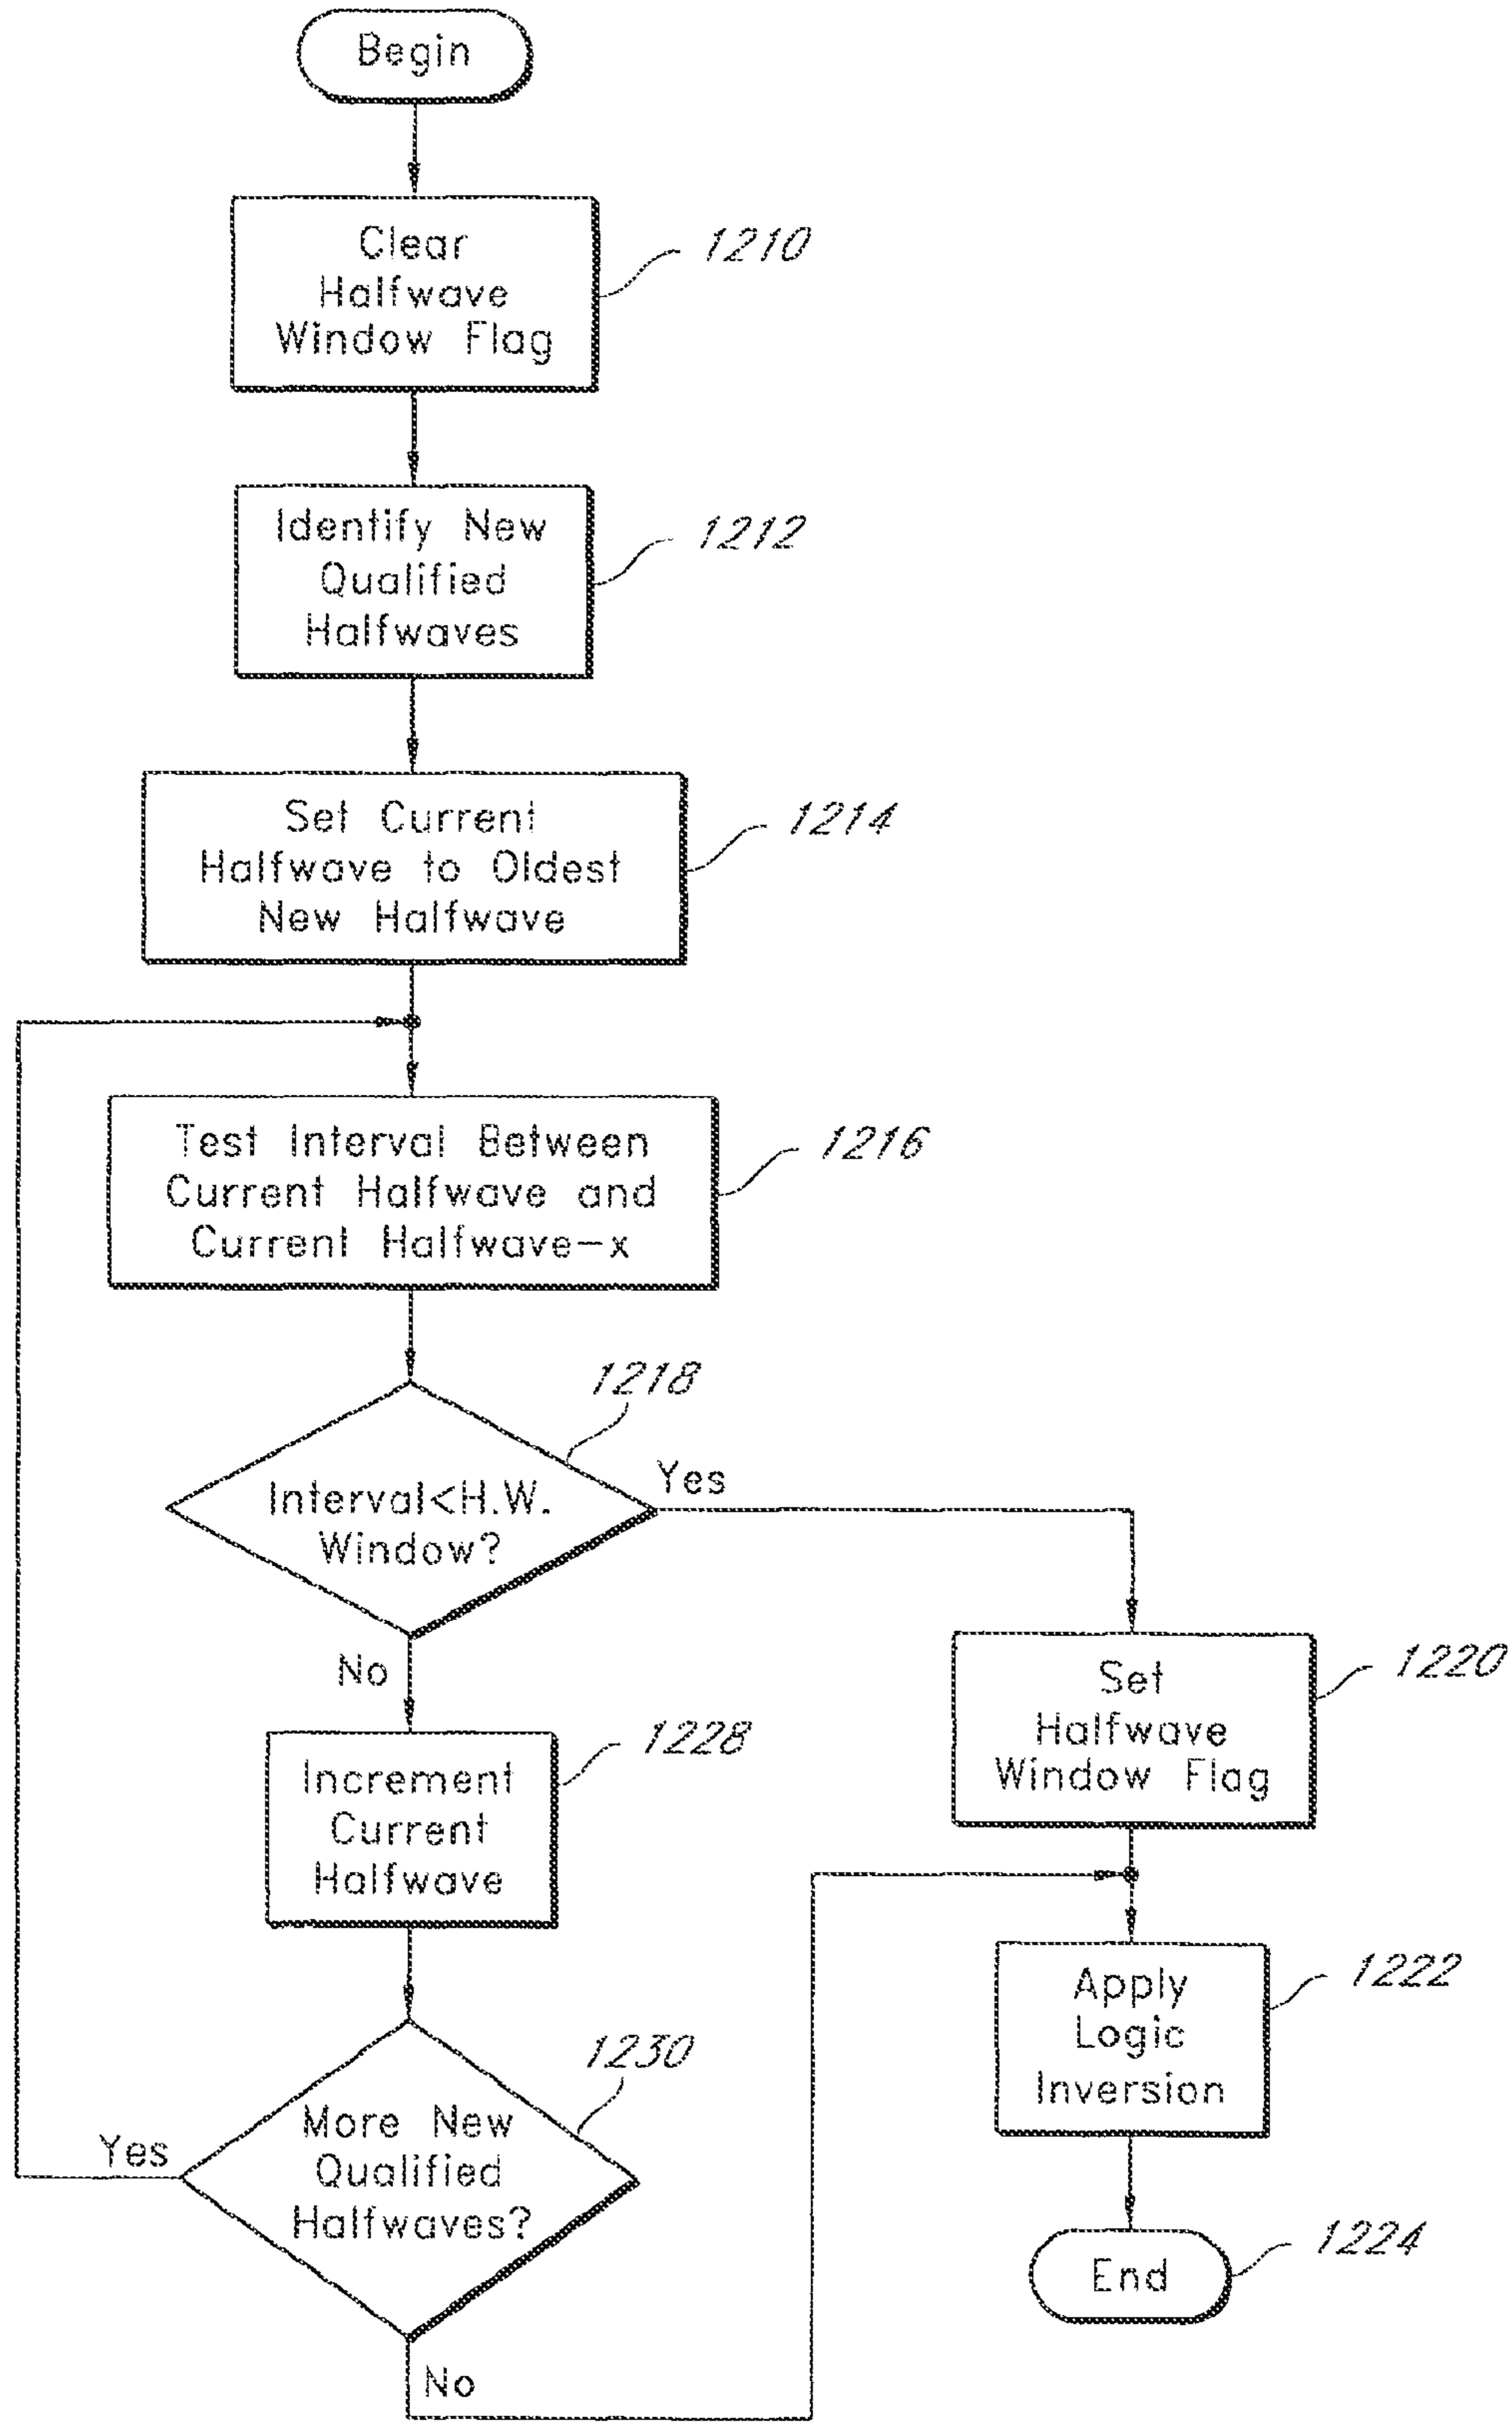 Begin
Clear
Halfwave
Window Flag
1210
Identify New
Qualified
Halfwaves
1212
Set Current
Halfwave to Oldest
New Halfwave
1214
Test Interval Between
Current Halfwave and
Current Halfwave-x
1216
1218
Interval<H.W.
Window?
Yes
No
Set
Halfwave
Window Flag
1220
Increment
Current
Halfwave
1228
Apply
Logic
Inversion
1222
1230
More New
Qualified
Halfwaves?
Yes
No
End
1224